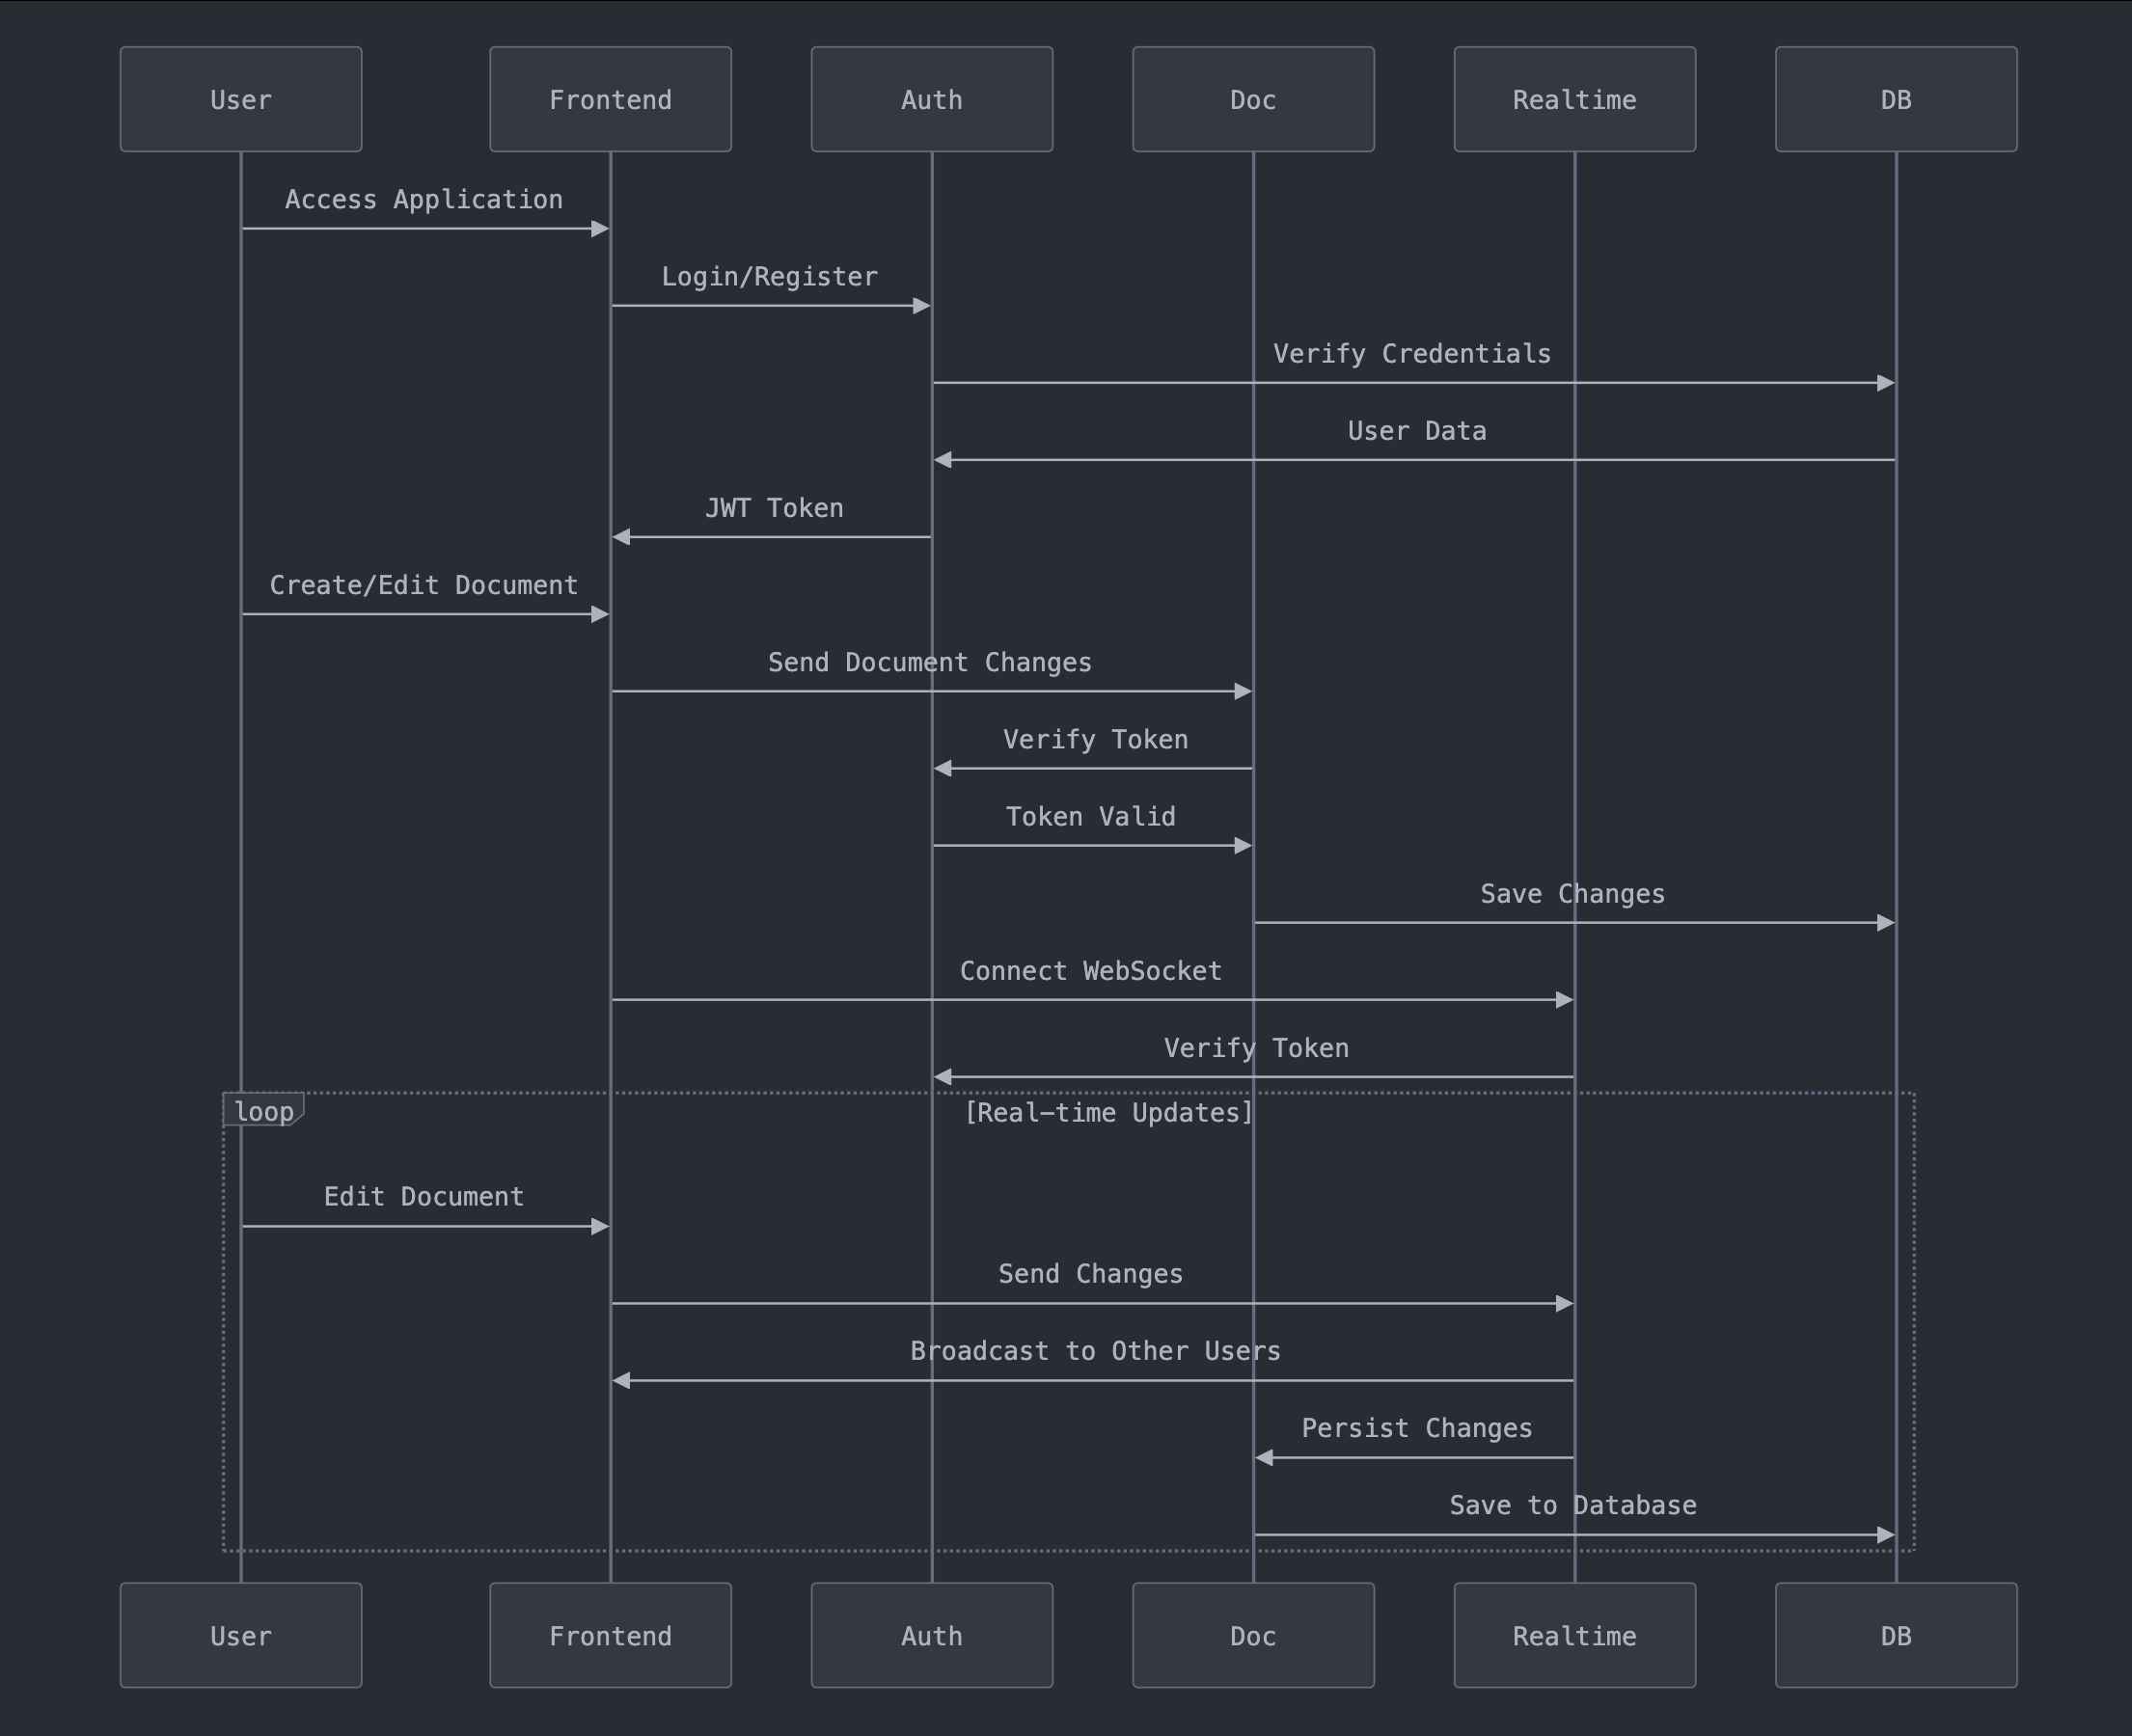 User Frontend Auth Doc Realtime DB
Access Application
Login/Register
Verify Credentials
User Data
JWT Token
Create/Edit Document
Send Document Changes
Verify Token
Token Valid
Save Changes
Connect WebSocket
Verify Token
loop [Real-time Updates]
Edit Document
Send Changes
Broadcast to Other Users
Persist Changes
Save to Database
User Frontend Auth Doc Realtime DB